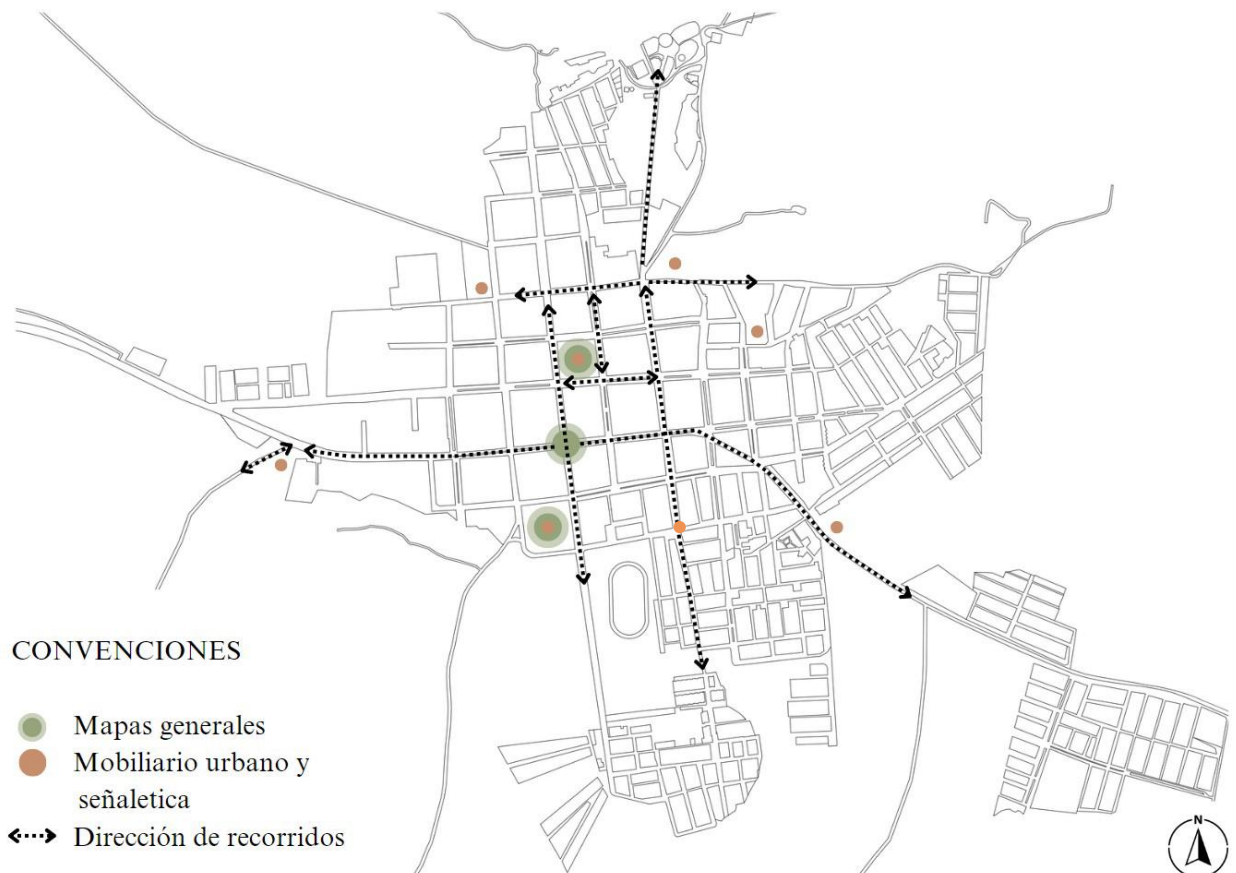 CONVENCIONES
Mapas generales
Mobiliario urbano y
señaletica
Dirección de recorridos
N